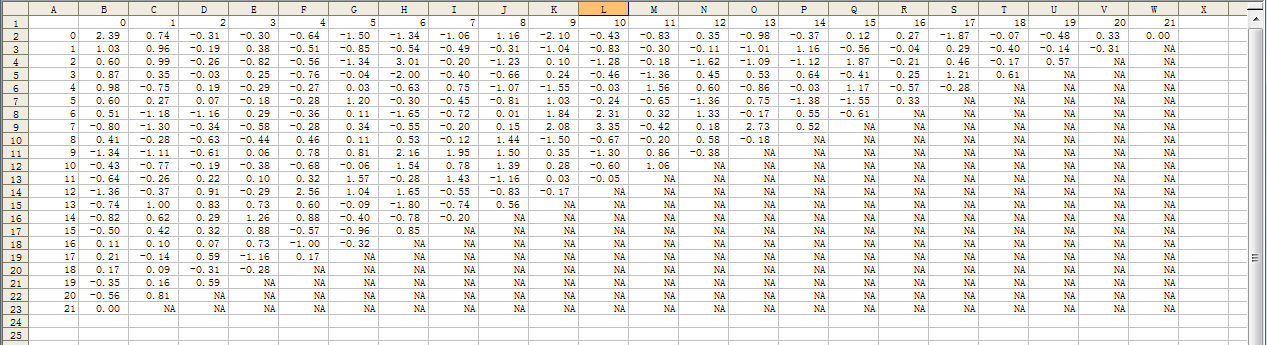 A B C D E F G H I J K L M N O P Q R S T U V W X
1 0 1 2 3 4 5 6 7 8 9 10 11 12 13 14 15 16 17 18 19 20 21
2 0 2.39 0.74 -0.31 -0.30 -0.64 -1.50 -1.34 -1.06 1.16 -2.10 -0.43 -0.83 0.35 -0.98 -0.37 0.12 0.27 -1.87 -0.07 -0.48 0.33 0.00
3 1 1.03 0.96 -0.19 0.38 -0.51 -0.85 -0.54 -0.49 -0.31 -1.04 -0.83 -0.30 -0.11 -1.01 1.16 -0.56 -0.04 0.29 -0.40 -0.14 -0.31 NA
4 2 0.60 0.99 -0.26 -0.82 -0.56 -1.34 3.01 -0.20 -1.23 0.10 -1.28 -0.18 -1.62 -1.09 -1.12 1.87 -0.21 0.46 -0.17 0.57 NA NA
5 3 0.87 0.35 -0.03 0.25 -0.76 -0.04 -2.00 -0.40 -0.66 0.24 -0.46 -1.36 0.45 0.53 0.64 -0.41 0.25 1.21 0.61 NA NA NA
6 4 0.98 -0.75 0.19 -0.29 -0.27 0.03 -0.63 0.75 -1.07 -1.55 -0.03 1.56 0.60 -0.86 -0.03 1.17 -0.57 -0.28 NA NA NA NA
7 5 0.60 0.27 0.07 -0.18 -0.28 1.20 -0.30 -0.45 -0.81 1.03 -0.24 -0.65 -1.36 0.75 -1.38 -1.55 0.33 NA NA NA NA NA
8 6 0.51 -1.18 -1.16 0.29 -0.36 0.11 -1.65 -0.72 0.01 1.84 2.31 0.32 1.33 -0.17 0.55 -0.61 NA NA NA NA NA NA
9 7 -0.80 -1.30 -0.34 -0.58 -0.28 0.34 -0.55 -0.20 0.15 2.08 3.35 -0.42 0.18 2.73 0.52 NA NA NA NA NA NA NA
10 8 0.41 -0.28 -0.63 -0.44 0.46 0.11 0.53 -0.12 1.44 -1.50 -0.67 -0.20 0.58 -0.18 NA NA NA NA NA NA NA NA
11 9 -1.34 -1.11 -0.61 0.06 0.78 0.81 2.16 1.95 1.50 0.35 -1.30 0.86 -0.38 NA NA NA NA NA NA NA NA NA
12 10 -0.43 -0.77 -0.19 -0.38 -0.68 -0.06 1.54 0.78 1.39 0.28 -0.60 1.06 NA NA NA NA NA NA NA NA NA NA
13 11 -0.64 -0.26 0.22 0.10 0.32 1.57 -0.28 1.43 -1.16 0.03 -0.05 NA NA NA NA NA NA NA NA NA NA NA
14 12 -1.36 -0.37 0.91 -0.29 2.56 1.04 1.65 -0.55 -0.83 -0.17 NA NA NA NA NA NA NA NA NA NA NA NA
15 13 -0.74 1.00 0.83 0.73 0.60 -0.09 -1.80 -0.74 0.56 NA NA NA NA NA NA NA NA NA NA NA NA NA
16 14 -0.82 0.62 0.29 1.26 0.88 -0.40 -0.78 -0.20 NA NA NA NA NA NA NA NA NA NA NA NA NA NA
17 15 -0.50 0.42 0.32 0.88 -0.57 -0.96 0.85 NA NA NA NA NA NA NA NA NA NA NA NA NA NA NA
18 16 0.11 0.10 0.07 0.73 -1.00 -0.32 NA NA NA NA NA NA NA NA NA NA NA NA NA NA NA NA
19 17 0.21 -0.14 0.59 -1.16 0.17 NA NA NA NA NA NA NA NA NA NA NA NA NA NA NA NA NA
20 18 0.17 0.09 -0.31 -0.28 NA NA NA NA NA NA NA NA NA NA NA NA NA NA NA NA NA NA
21 19 -0.35 0.16 0.59 NA NA NA NA NA NA NA NA NA NA NA NA NA NA NA NA NA NA NA
22 20 -0.56 0.81 NA NA NA NA NA NA NA NA NA NA NA NA NA NA NA NA NA NA NA NA
23 21 0.00 NA NA NA NA NA NA NA NA NA NA NA NA NA NA NA NA NA NA NA NA NA
24
25